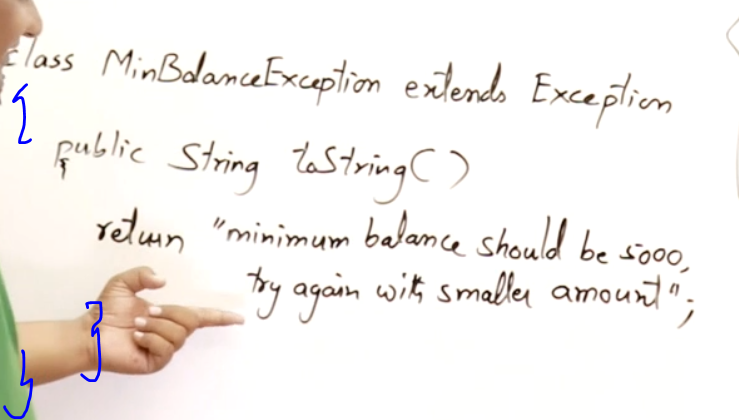 class MinBalanceException extends Exception
{
public String toString()
{
return "minimum balance should be 5000,
try again with smaller amount";
}
}